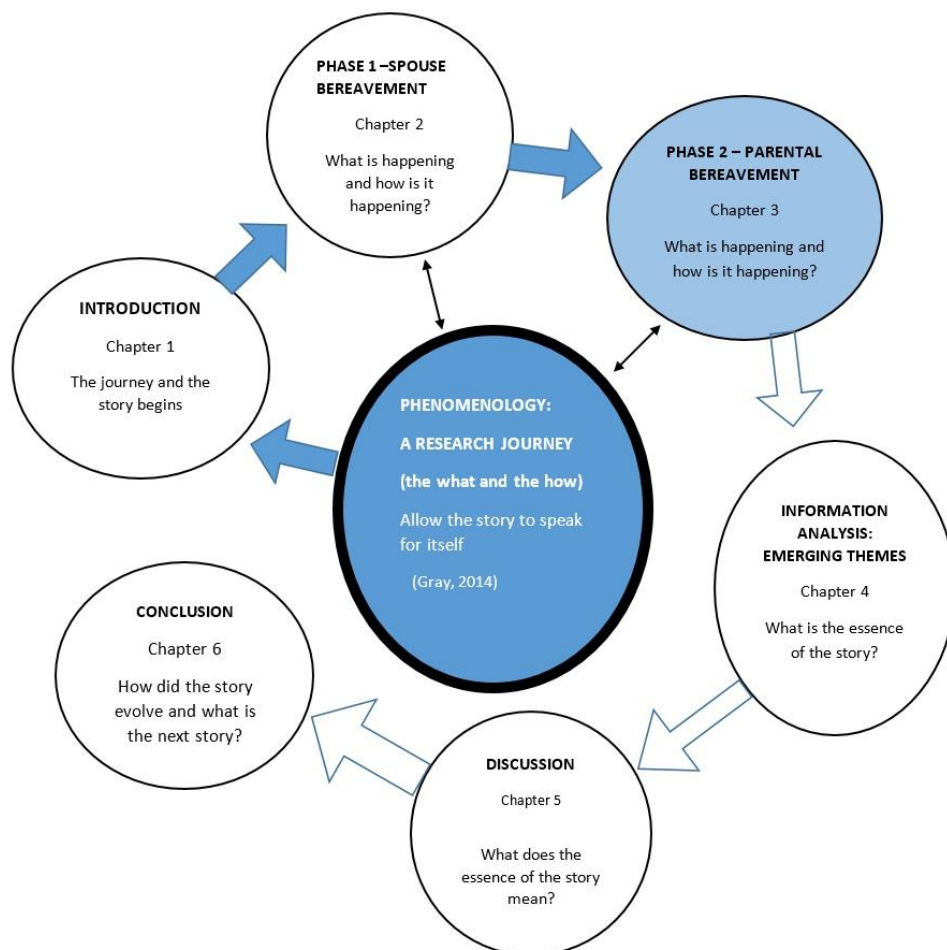 PHASE 1 –SPOUSE
BEREAVEMENT
Chapter 2
What is happening
and how is it
happening?
PHASE 2 – PARENTAL
BEREAVEMENT
Chapter 3
What is happening and
how is it happening?
INTRODUCTION
Chapter 1
The journey and the
story begins
PHENOMENOLOGY:
A RESEARCH JOURNEY
(the what and the how)
Allow the story to speak
for itself
(Gray, 2014)
INFORMATION
ANALYSIS:
EMERGING THEMES
Chapter 4
What is the essence
of the story?
CONCLUSION
Chapter 6
How did the story
evolve and what is
the next story?
DISCUSSION
Chapter 5
What does the
essence of the story
mean?